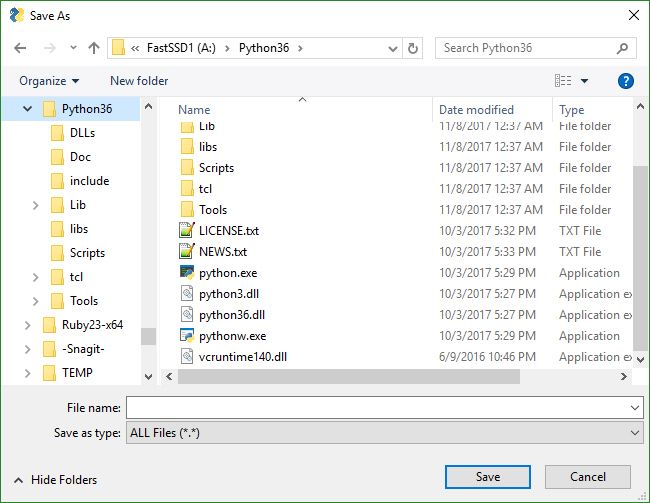 Save As
« FastSSD1 (A:) › Python36 ›
Search Python36
Organize
New folder
?
Python36
DLLs
Doc
include
Lib
libs
Scripts
tcl
Tools
Ruby23-x64
-Snagit-
TEMP
Name Date modified Type
Lib 11/8/2017 12:37 AM File folder
libs 11/8/2017 12:37 AM File folder
Scripts 11/8/2017 12:37 AM File folder
tcl 11/8/2017 12:37 AM File folder
Tools 11/8/2017 12:37 AM File folder
LICENSE.txt 10/3/2017 5:32 PM TXT File
NEWS.txt 10/3/2017 5:33 PM TXT File
python.exe 10/3/2017 5:29 PM Application
python3.dll 10/3/2017 5:27 PM Application ex
python36.dll 10/3/2017 5:27 PM Application ex
pythonw.exe 10/3/2017 5:29 PM Application
vcruntime140.dll 6/9/2016 10:46 PM Application ex
File name:
Save as type: ALL Files (*.*)
Hide Folders
Save
Cancel